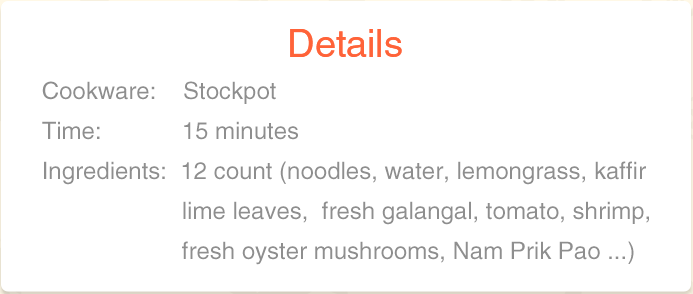 Details
Cookware: Stockpot
Time: 15 minutes
Ingredients: 12 count (noodles, water, lemongrass, kaffir
lime leaves, fresh galangal, tomato, shrimp,
fresh oyster mushrooms, Nam Prik Pao ...)